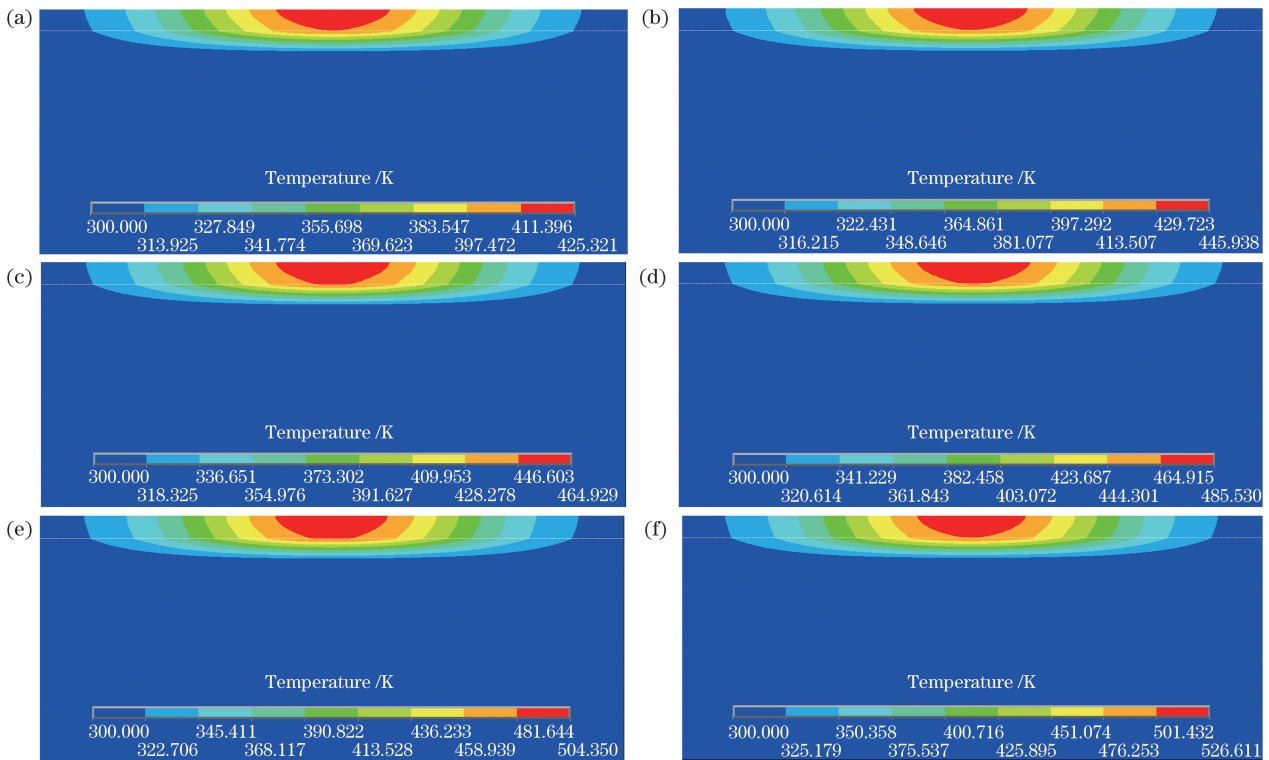 (a)
Temperature /K
300.000 327.849 355.698 383.547 411.396
313.925 341.774 369.623 397.472 425.321
(b)
Temperature /K
300.000 322.431 364.861 397.292 429.723
316.215 348.646 381.077 413.507 445.938
(c)
Temperature /K
300.000 336.651 373.302 409.953 446.603
318.325 354.976 391.627 428.278 464.929
(d)
Temperature /K
300.000 341.229 382.458 423.687 464.915
320.614 361.843 403.072 444.301 485.530
(e)
Temperature /K
300.000 345.411 390.822 436.233 481.644
322.706 368.117 413.528 458.939 504.350
(f)
Temperature /K
300.000 350.358 400.716 451.074 501.432
325.179 375.537 425.895 476.253 526.611